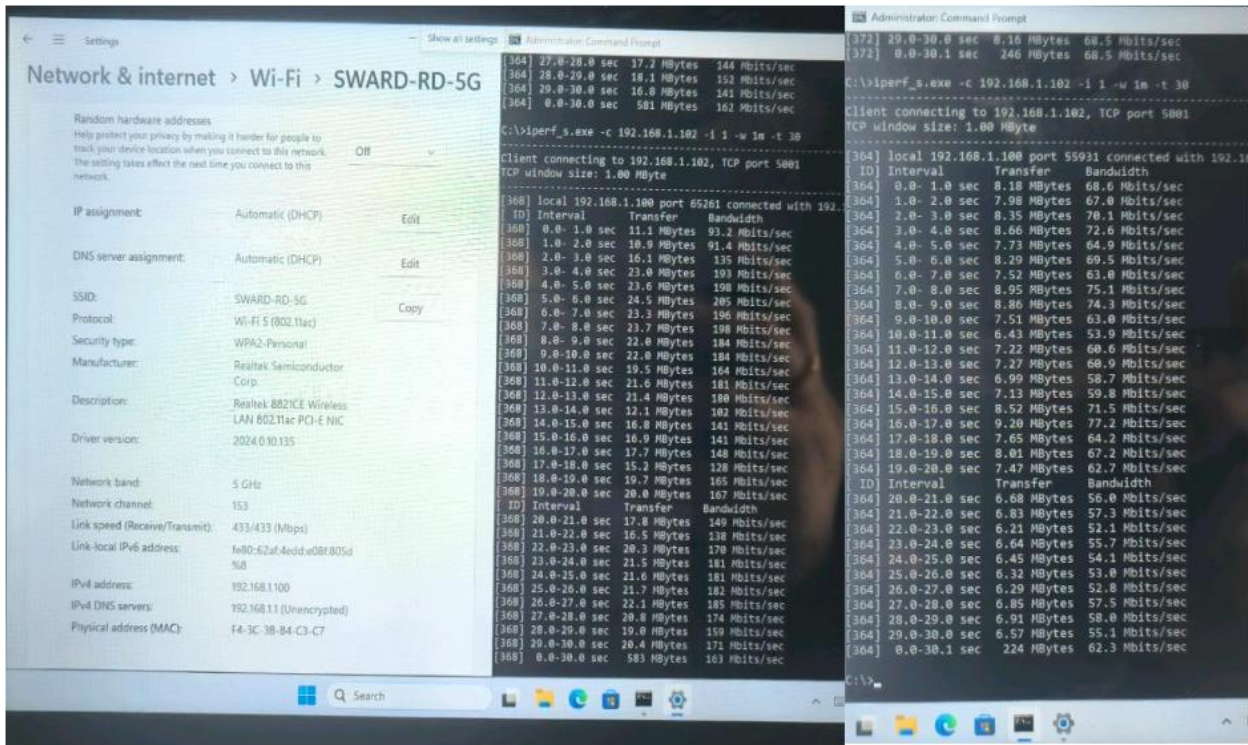 Settings
Show all settings
Network & internet > Wi-Fi > SWARD-RD-5G
Random hardware addresses
Help protect your privacy by making it harder for people to
track your device location when you connect to this network.
The setting takes effect the next time you connect to this
network.
Off
IP assignment: Automatic (DHCP) Edit
DNS server assignment: Automatic (DHCP) Edit
SSID: SWARD-RD-5G Copy
Protocol: Wi-Fi 5 (802.11ac)
Security type: WPA2-Personal
Manufacturer: Realtek Semiconductor
Corp.
Description: Realtek 8821CE Wireless
LAN 802.11ac PCI-E NIC
Driver version: 2024.0.10.135
Network band: 5 GHz
Network channel: 153
Link speed (Receive/Transmit): 433/433 (Mbps)
Link-local IPv6 address: fe80::62af:4edd:e08f:805d
%8
IPv4 address: 192.168.1.100
IPv4 DNS servers: 192.168.1.1 (Unencrypted)
Physical address (MAC): F4-3C-3B-B4-C3-C7
Search
Administrator: Command Prompt
[364] 27.0-28.0 sec 17.2 MBytes 144 Mbits/sec
[364] 28.0-29.0 sec 18.1 MBytes 152 Mbits/sec
[364] 29.0-30.0 sec 16.8 MBytes 141 Mbits/sec
[364] 0.0-30.0 sec 581 MBytes 162 Mbits/sec
C:\>iperf_s.exe -c 192.168.1.102 -i 1 -w 1m -t 30
Client connecting to 192.168.1.102, TCP port 5001
TCP window size: 1.00 MByte
[368] local 192.168.1.100 port 65261 connected with 192.
[ ID] Interval Transfer Bandwidth
[368] 0.0- 1.0 sec 11.1 MBytes 93.2 Mbits/sec
[368] 1.0- 2.0 sec 10.9 MBytes 91.4 Mbits/sec
[368] 2.0- 3.0 sec 16.1 MBytes 135 Mbits/sec
[368] 3.0- 4.0 sec 23.0 MBytes 193 Mbits/sec
[368] 4.0- 5.0 sec 23.6 MBytes 198 Mbits/sec
[368] 5.0- 6.0 sec 24.5 MBytes 205 Mbits/sec
[368] 6.0- 7.0 sec 23.3 MBytes 196 Mbits/sec
[368] 7.0- 8.0 sec 23.7 MBytes 198 Mbits/sec
[368] 8.0- 9.0 sec 22.0 MBytes 184 Mbits/sec
[368] 9.0-10.0 sec 22.0 MBytes 184 Mbits/sec
[368] 10.0-11.0 sec 19.5 MBytes 164 Mbits/sec
[368] 11.0-12.0 sec 21.6 MBytes 181 Mbits/sec
[368] 12.0-13.0 sec 21.4 MBytes 180 Mbits/sec
[368] 13.0-14.0 sec 12.1 MBytes 102 Mbits/sec
[368] 14.0-15.0 sec 16.8 MBytes 141 Mbits/sec
[368] 15.0-16.0 sec 16.9 MBytes 141 Mbits/sec
[368] 16.0-17.0 sec 17.7 MBytes 148 Mbits/sec
[368] 17.0-18.0 sec 15.2 MBytes 128 Mbits/sec
[368] 18.0-19.0 sec 19.7 MBytes 165 Mbits/sec
[368] 19.0-20.0 sec 20.0 MBytes 167 Mbits/sec
[ ID] Interval Transfer Bandwidth
[368] 20.0-21.0 sec 17.8 MBytes 149 Mbits/sec
[368] 21.0-22.0 sec 16.5 MBytes 138 Mbits/sec
[368] 22.0-23.0 sec 20.3 MBytes 170 Mbits/sec
[368] 23.0-24.0 sec 21.5 MBytes 181 Mbits/sec
[368] 24.0-25.0 sec 21.6 MBytes 181 Mbits/sec
[368] 25.0-26.0 sec 21.7 MBytes 182 Mbits/sec
[368] 26.0-27.0 sec 22.1 MBytes 185 Mbits/sec
[368] 27.0-28.0 sec 20.8 MBytes 174 Mbits/sec
[368] 28.0-29.0 sec 19.0 MBytes 159 Mbits/sec
[368] 29.0-30.0 sec 20.4 MBytes 171 Mbits/sec
[368] 0.0-30.0 sec 583 MBytes 163 Mbits/sec
Administrator: Command Prompt
[372] 29.0-30.0 sec 8.16 MBytes 68.5 Mbits/sec
[372] 0.0-30.1 sec 246 MBytes 68.5 Mbits/sec
C:\>iperf_s.exe -c 192.168.1.102 -i 1 -w 1m -t 30
Client connecting to 192.168.1.102, TCP port 5001
TCP window size: 1.00 MByte
[364] local 192.168.1.100 port 55931 connected with 192.16
[ ID] Interval Transfer Bandwidth
[364] 0.0- 1.0 sec 8.18 MBytes 68.6 Mbits/sec
[364] 1.0- 2.0 sec 7.98 MBytes 67.0 Mbits/sec
[364] 2.0- 3.0 sec 8.35 MBytes 70.1 Mbits/sec
[364] 3.0- 4.0 sec 8.66 MBytes 72.6 Mbits/sec
[364] 4.0- 5.0 sec 7.73 MBytes 64.9 Mbits/sec
[364] 5.0- 6.0 sec 8.29 MBytes 69.5 Mbits/sec
[364] 6.0- 7.0 sec 7.52 MBytes 63.0 Mbits/sec
[364] 7.0- 8.0 sec 8.95 MBytes 75.1 Mbits/sec
[364] 8.0- 9.0 sec 8.86 MBytes 74.3 Mbits/sec
[364] 9.0-10.0 sec 7.51 MBytes 63.0 Mbits/sec
[364] 10.0-11.0 sec 6.43 MBytes 53.9 Mbits/sec
[364] 11.0-12.0 sec 7.22 MBytes 60.6 Mbits/sec
[364] 12.0-13.0 sec 7.27 MBytes 60.9 Mbits/sec
[364] 13.0-14.0 sec 6.99 MBytes 58.7 Mbits/sec
[364] 14.0-15.0 sec 7.13 MBytes 59.8 Mbits/sec
[364] 15.0-16.0 sec 8.52 MBytes 71.5 Mbits/sec
[364] 16.0-17.0 sec 9.20 MBytes 77.2 Mbits/sec
[364] 17.0-18.0 sec 7.65 MBytes 64.2 Mbits/sec
[364] 18.0-19.0 sec 8.01 MBytes 67.2 Mbits/sec
[364] 19.0-20.0 sec 7.47 MBytes 62.7 Mbits/sec
[ ID] Interval Transfer Bandwidth
[364] 20.0-21.0 sec 6.68 MBytes 56.0 Mbits/sec
[364] 21.0-22.0 sec 6.83 MBytes 57.3 Mbits/sec
[364] 22.0-23.0 sec 6.21 MBytes 52.1 Mbits/sec
[364] 23.0-24.0 sec 6.64 MBytes 55.7 Mbits/sec
[364] 24.0-25.0 sec 6.45 MBytes 54.1 Mbits/sec
[364] 25.0-26.0 sec 6.32 MBytes 53.0 Mbits/sec
[364] 26.0-27.0 sec 6.29 MBytes 52.8 Mbits/sec
[364] 27.0-28.0 sec 6.85 MBytes 57.5 Mbits/sec
[364] 28.0-29.0 sec 6.91 MBytes 58.0 Mbits/sec
[364] 29.0-30.0 sec 6.57 MBytes 55.1 Mbits/sec
[364] 0.0-30.1 sec 224 MBytes 62.3 Mbits/sec
C:\>_